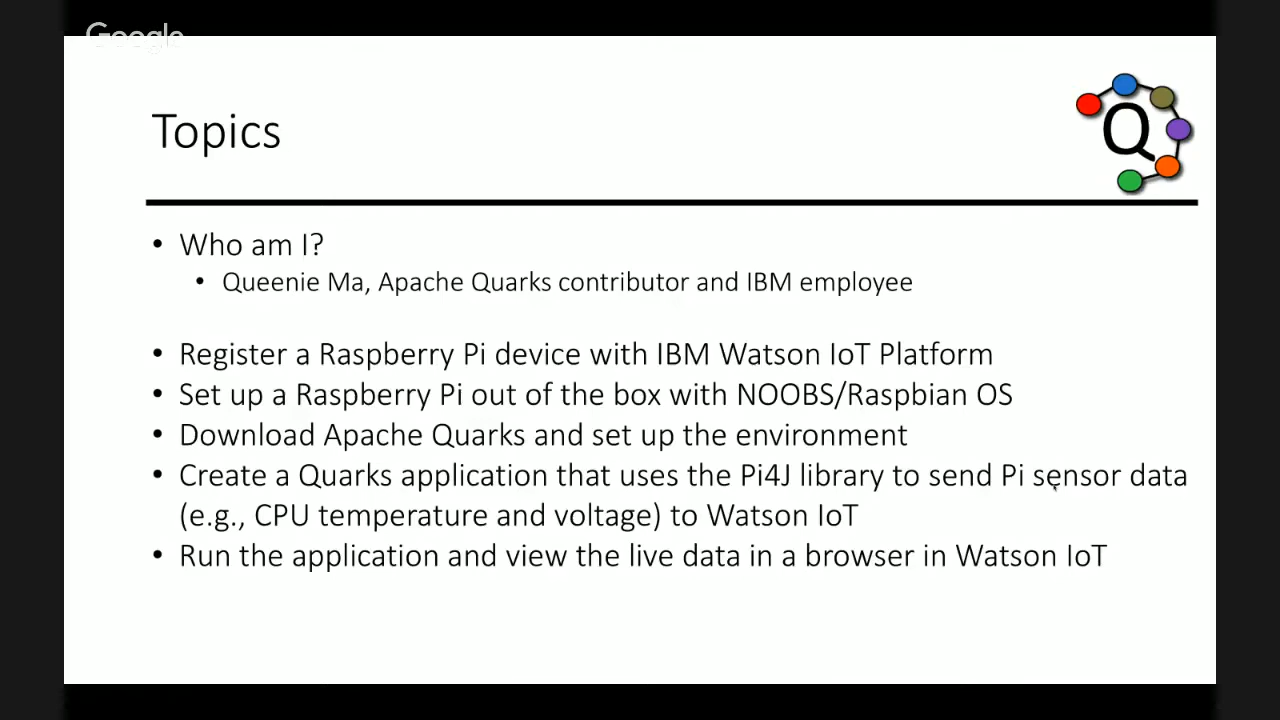 Google
Topics
Q
• Who am I?
• Queenie Ma, Apache Quarks contributor and IBM employee
• Register a Raspberry Pi device with IBM Watson IoT Platform
• Set up a Raspberry Pi out of the box with NOOBS/Raspbian OS
• Download Apache Quarks and set up the environment
• Create a Quarks application that uses the Pi4J library to send Pi sensor data
(e.g., CPU temperature and voltage) to Watson IoT
• Run the application and view the live data in a browser in Watson IoT